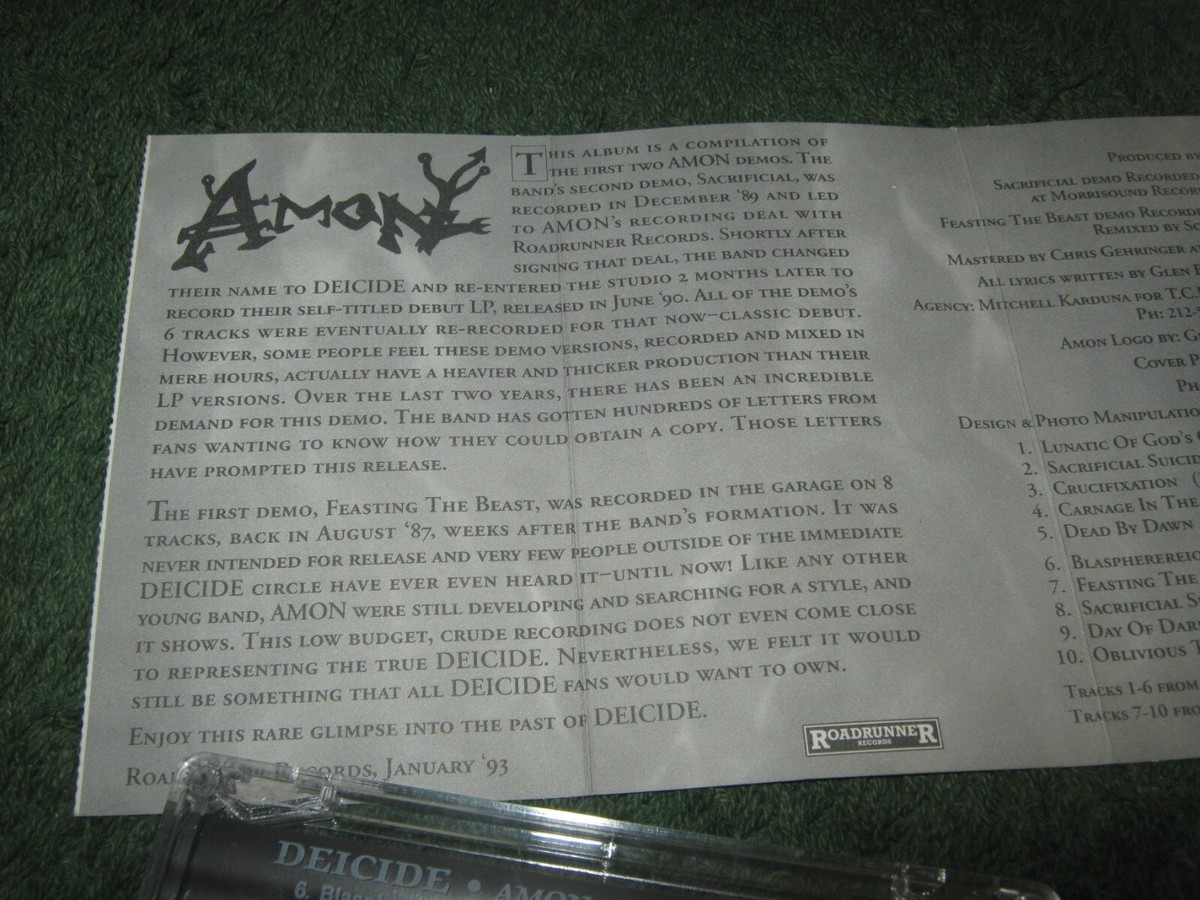 AMON
THIS ALBUM IS A COMPILATION OF
THE FIRST TWO AMON DEMOS. THE
BAND'S SECOND DEMO, SACRIFICIAL, WAS
RECORDED IN DECEMBER '89 AND LED
TO AMON'S RECORDING DEAL WITH
ROADRUNNER RECORDS. SHORTLY AFTER
SIGNING THAT DEAL, THE BAND CHANGED
THEIR NAME TO DEICIDE AND RE-ENTERED THE STUDIO 2 MONTHS LATER TO
RECORD THEIR SELF-TITLED DEBUT LP, RELEASED IN JUNE '90. ALL OF THE DEMO'S
6 TRACKS WERE EVENTUALLY RE-RECORDED FOR THAT NOW–CLASSIC DEBUT.
HOWEVER, SOME PEOPLE FEEL THESE DEMO VERSIONS, RECORDED AND MIXED IN
MERE HOURS, ACTUALLY HAVE A HEAVIER AND THICKER PRODUCTION THAN THEIR
LP VERSIONS. OVER THE LAST TWO YEARS, THERE HAS BEEN AN INCREDIBLE
DEMAND FOR THIS DEMO. THE BAND HAS GOTTEN HUNDREDS OF LETTERS FROM
FANS WANTING TO KNOW HOW THEY COULD OBTAIN A COPY. THOSE LETTERS
HAVE PROMPTED THIS RELEASE.
THE FIRST DEMO, FEASTING THE BEAST, WAS RECORDED IN THE GARAGE ON 8
TRACKS, BACK IN AUGUST '87, WEEKS AFTER THE BAND'S FORMATION. IT WAS
NEVER INTENDED FOR RELEASE AND VERY FEW PEOPLE OUTSIDE OF THE IMMEDIATE
DEICIDE CIRCLE HAVE EVER EVEN HEARD IT–UNTIL NOW! LIKE ANY OTHER
YOUNG BAND, AMON WERE STILL DEVELOPING AND SEARCHING FOR A STYLE, AND
IT SHOWS. THIS LOW BUDGET, CRUDE RECORDING DOES NOT EVEN COME CLOSE
TO REPRESENTING THE TRUE DEICIDE. NEVERTHELESS, WE FELT IT WOULD
STILL BE SOMETHING THAT ALL DEICIDE FANS WOULD WANT TO OWN.
ENJOY THIS RARE GLIMPSE INTO THE PAST OF DEICIDE.
RECORDS, JANUARY '93
ROADRUNNER
RECORDS
PRODUCED BY
SACRIFICIAL DEMO RECORDED
AT MORRISOUND
FEASTING THE BEAST DEMO
REMIXED BY
MASTERED BY CHRIS GEHRINGER
ALL LYRICS WRITTEN BY GLEN
AGENCY: MITCHELL KARDUNA FOR
PH: 212-
AMON LOGO BY:
COVER
DESIGN & PHOTO
1. LUNATIC OF GOD'S
2. SACRIFICIAL
3. CRUCIFIXATION
4. CARNAGE IN THE
5. DEAD BY DAWN
6.
7. FEASTING THE
8. SACRIFICIAL
9. DAY OF
10. OBLIVIOUS
TRACKS 1-6 FROM
TRACKS 7-10
DEICIDE • AMON
6.